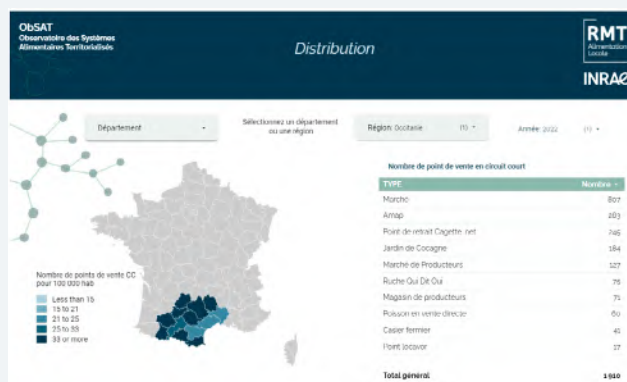 ObSAT
Observatoire des Systèmes
Alimentaires Territorialisés
Distribution
RMT
Alimentation
Locale
INRAE
Département
Sélectionnez un département
ou une région
Région: Occitanie (1)
Année: 2022 (1)
Nombre de point de vente en circuit court
TYPE Nombre
Marché 807
Amap 263
Point de retrait Cagette.net 245
Jardin de Cocagne 184
Marché de Producteurs 127
Ruche Qui Dit Oui 76
Magasin de producteurs 71
Poisson en vente directe 60
Casier fermier 41
Point locavor 17
Total général 1 910
Nombre de points de vente CC
pour 100 000 hab
Less than 15
15 to 21
21 to 25
25 to 33
33 or more